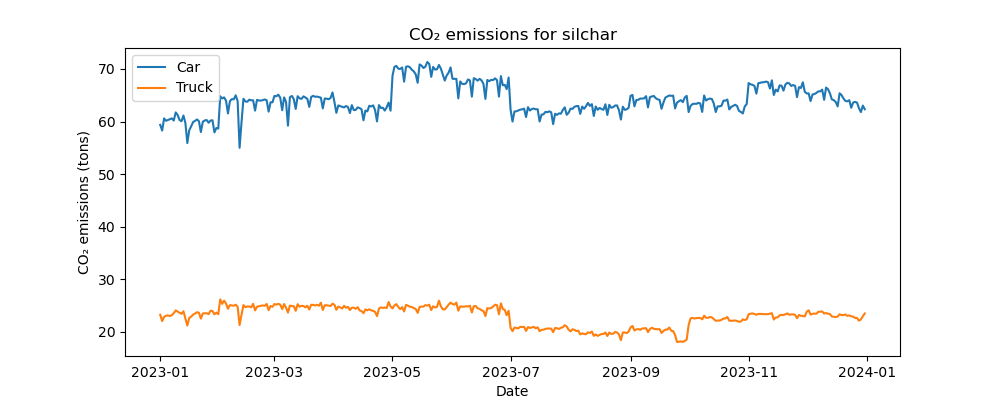 CO₂ emissions for silchar
Car
Truck
CO₂ emissions (tons)
70
60
50
40
30
20
2023-01
2023-03
2023-05
2023-07
2023-09
2023-11
2024-01
Date